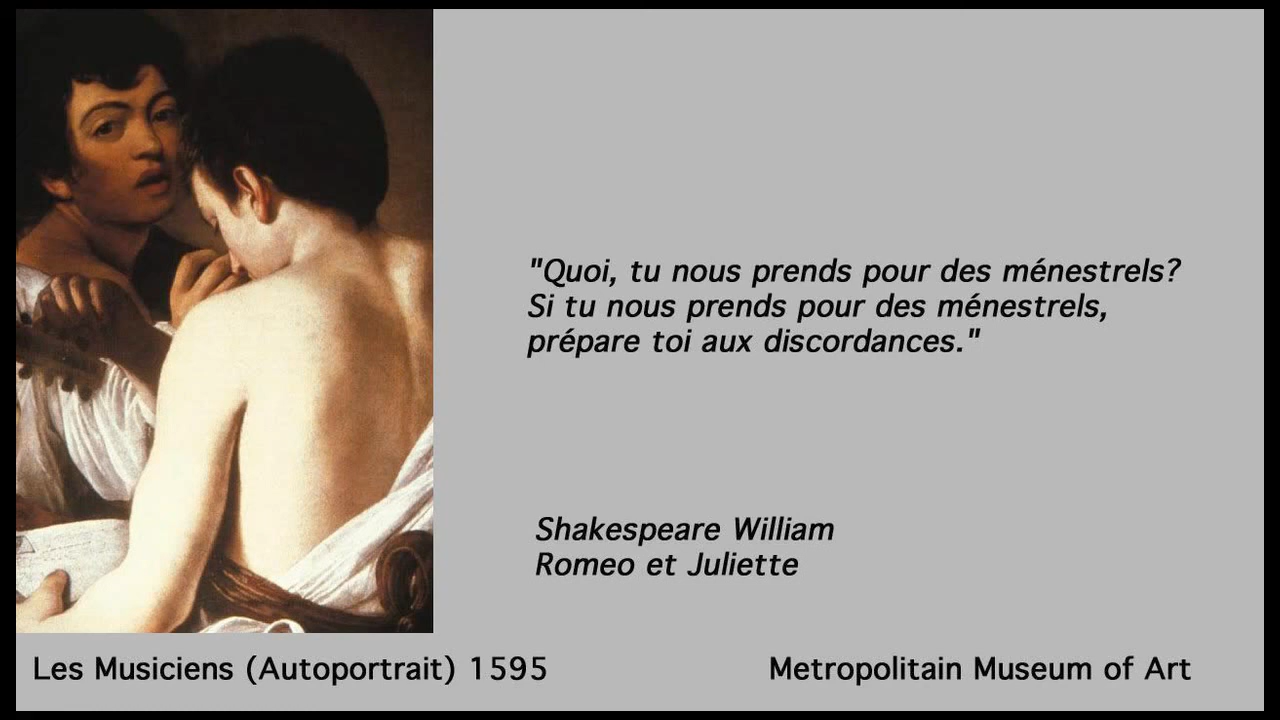 "Quoi, tu nous prends pour des ménestrels?
Si tu nous prends pour des ménestrels,
prépare toi aux discordances."
Shakespeare William
Romeo et Juliette
Les Musiciens (Autoportrait) 1595
Metropolitain Museum of Art